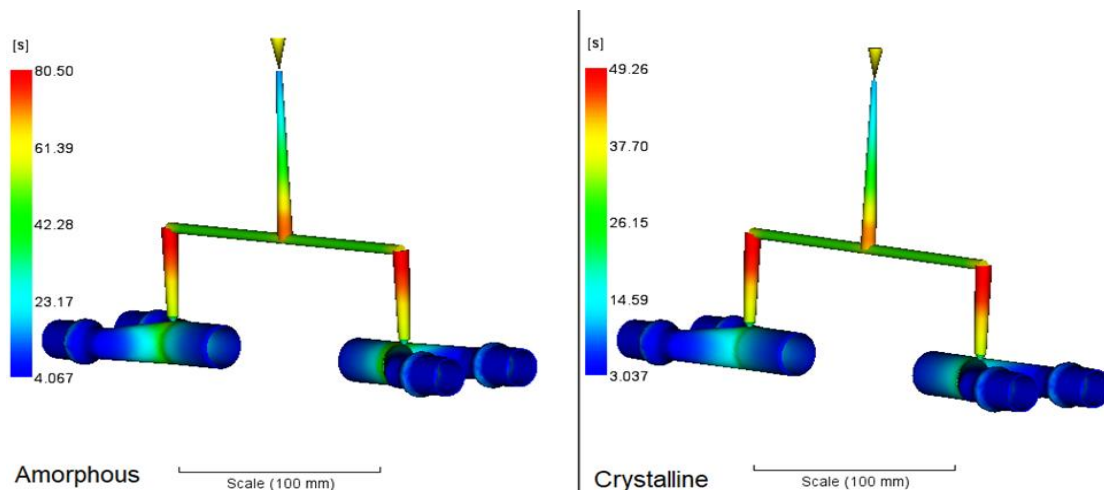 [s]
80.50
61.39
42.28
23.17
4.067
Amorphous
Scale (100 mm)
[s]
49.26
37.70
26.15
14.59
3.037
Crystalline
Scale (100 mm)